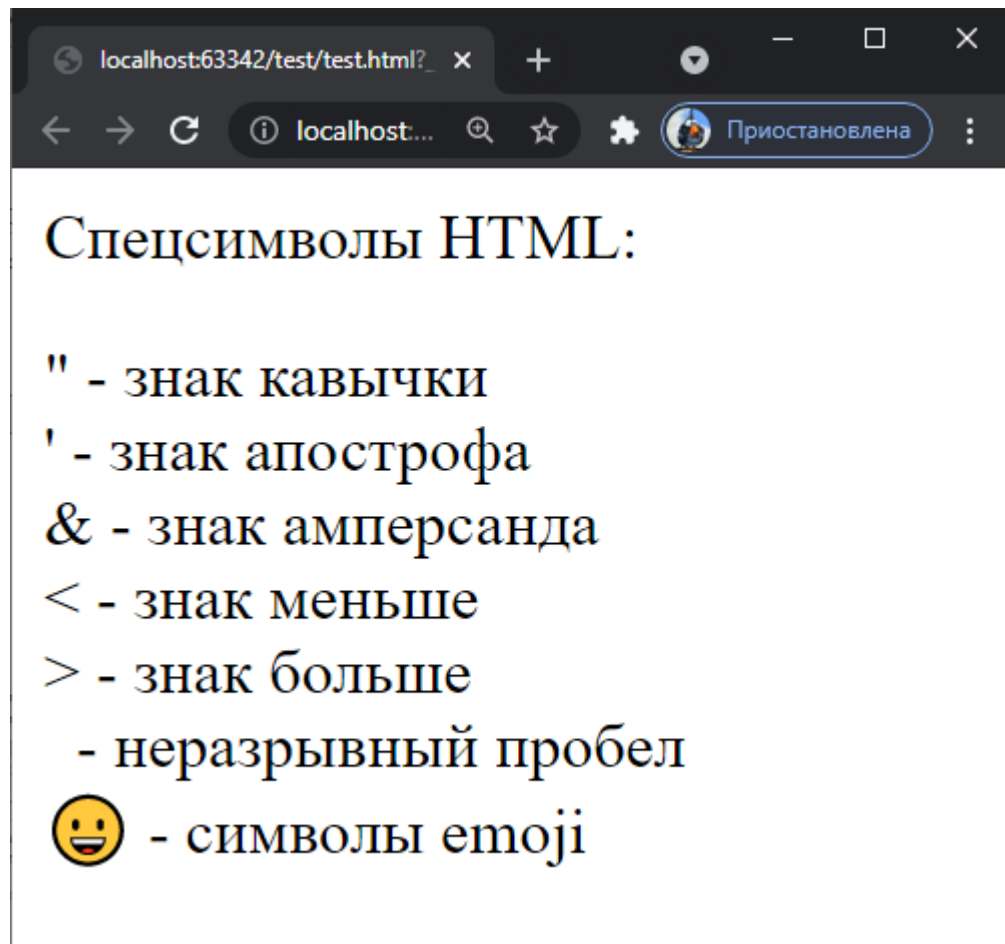 localhost:63342/test/test.html?_
localhost:...
Приостановлена
Спецсимволы HTML:
" - знак кавычки
' - знак апострофа
& - знак амперсанда
< - знак меньше
> - знак больше
- неразрывный пробел
😀 - символы emoji